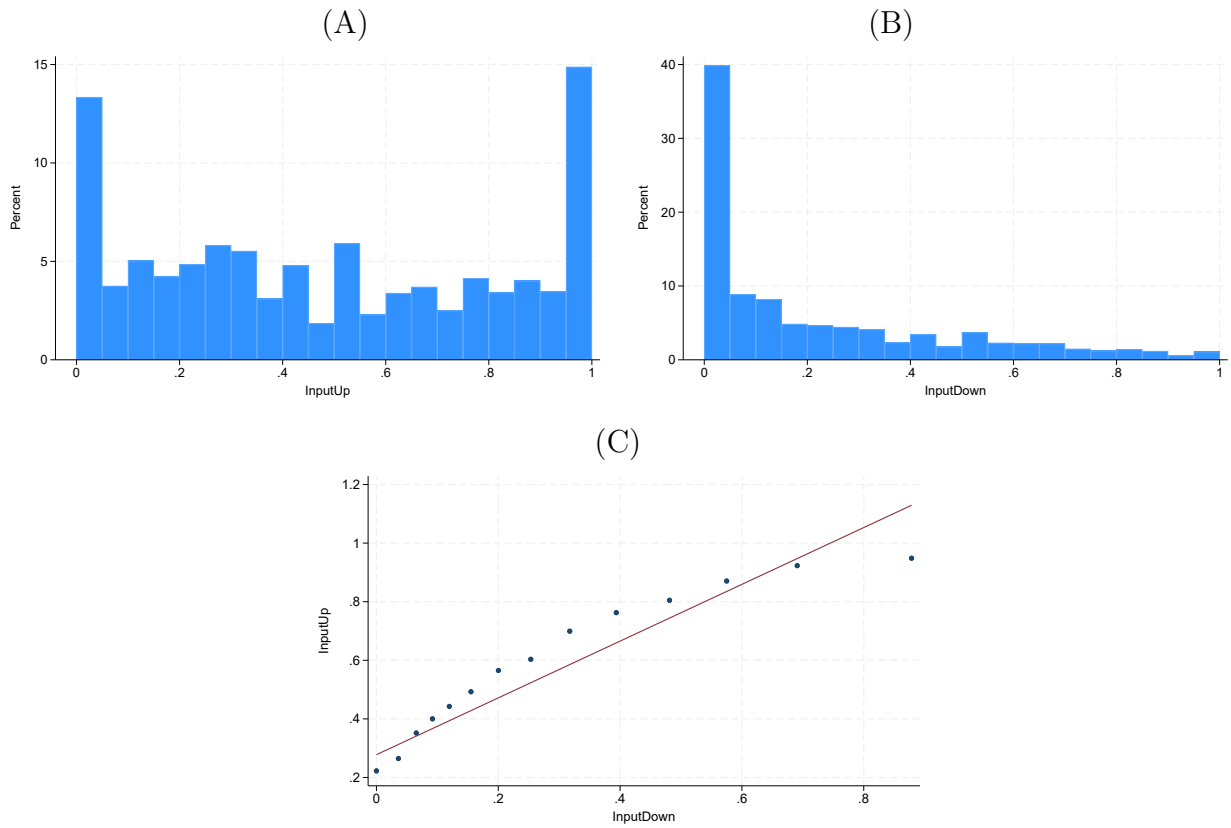 (A)
(B)
15
10
5
0
Percent
0 .2 .4 .6 .8 1
InputUp
40
30
20
10
0
Percent
0 .2 .4 .6 .8 1
InputDown
(C)
1.2
1
.8
.6
.4
.2
InputUp
0 .2 .4 .6 .8
InputDown